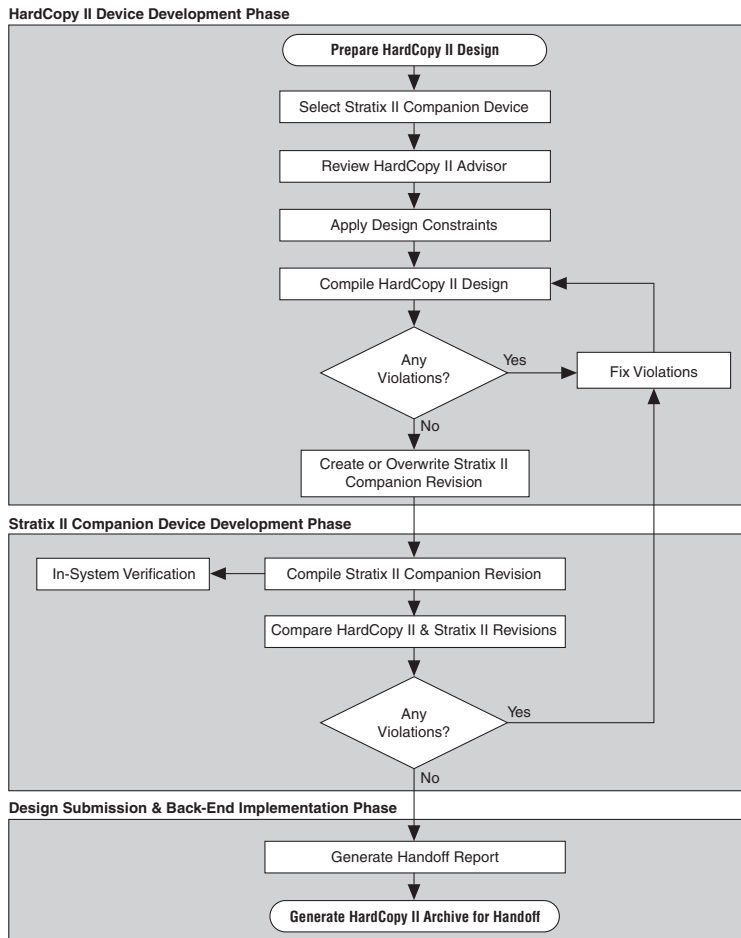 HardCopy II Device Development Phase
Prepare HardCopy II Design
Select Stratix II Companion Device
Review HardCopy II Advisor
Apply Design Constraints
Compile HardCopy II Design
Any
Violations?
Yes
Fix Violations
No
Create or Overwrite Stratix II
Companion Revision
Stratix II Companion Device Development Phase
In-System Verification
Compile Stratix II Companion Revision
Compare HardCopy II & Stratix II Revisions
Any
Violations?
Yes
No
Design Submission & Back-End Implementation Phase
Generate Handoff Report
Generate HardCopy II Archive for Handoff